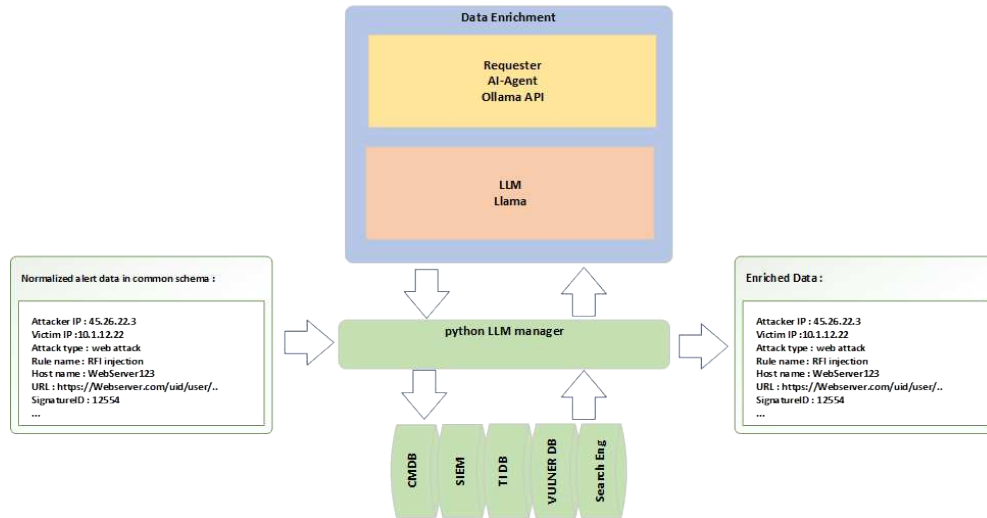 Data Enrichment
Requester
AI-Agent
Ollama API
LLM
Llama
Normalized alert data in common schema :
Attacker IP : 45.26.22.3
Victim IP :10.1.12.22
Attack type : web attack
Rule name : RFI injection
Host name : WebServer123
URL : https://Webserver.com/uid/user/..
SignatureID : 12554
...
python LLM manager
Enriched Data :
Attacker IP : 45.26.22.3
Victim IP :10.1.12.22
Attack type : web attack
Rule name : RFI injection
Host name : WebServer123
URL : https://Webserver.com/uid/user/..
SignatureID : 12554
...
CMDB
SIEM
TI DB
VULNER DB
Search Eng